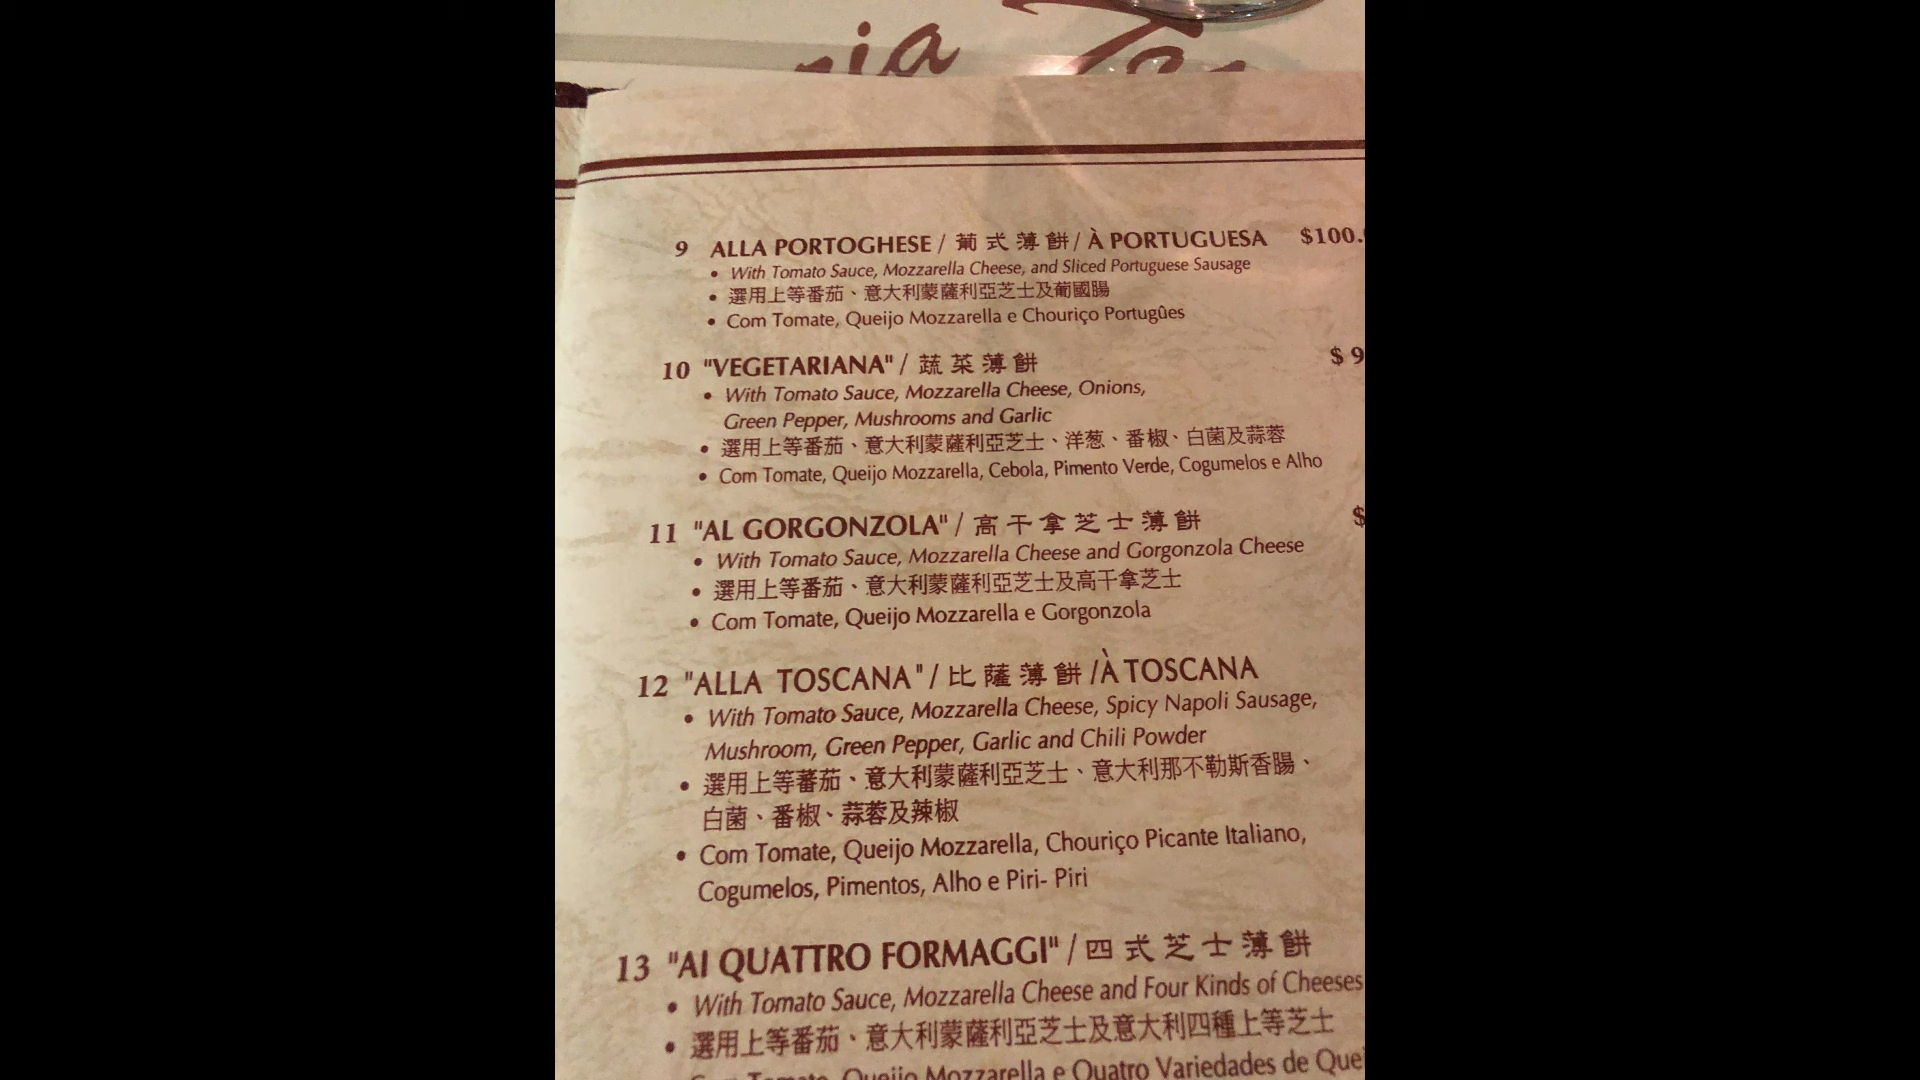 9 ALLA PORTOGHESE / 葡式薄餅 / À PORTUGUESA $100.
• With Tomato Sauce, Mozzarella Cheese, and Sliced Portuguese Sausage
• 選用上等番茄、意大利蒙薩利亞芝士及葡國腸
• Com Tomate, Queijo Mozzarella e Chouriço Portugûes
10 "VEGETARIANA" / 蔬菜薄餅 $ 9
• With Tomato Sauce, Mozzarella Cheese, Onions,
Green Pepper, Mushrooms and Garlic
• 選用上等番茄、意大利蒙薩利亞芝士、洋葱、番椒、白菌及蒜蓉
• Com Tomate, Queijo Mozzarella, Cebola, Pimento Verde, Cogumelos e Alho
11 "AL GORGONZOLA" / 高干拿芝士薄餅 $
• With Tomato Sauce, Mozzarella Cheese and Gorgonzola Cheese
• 選用上等番茄、意大利蒙薩利亞芝士及高干拿芝士
• Com Tomate, Queijo Mozzarella e Gorgonzola
12 "ALLA TOSCANA" / 比薩薄餅 /À TOSCANA
• With Tomato Sauce, Mozzarella Cheese, Spicy Napoli Sausage,
Mushroom, Green Pepper, Garlic and Chili Powder
• 選用上等蕃茄、意大利蒙薩利亞芝士、意大利那不勒斯香腸、
白菌、番椒、蒜蓉及辣椒
• Com Tomate, Queijo Mozzarella, Chouriço Picante Italiano,
Cogumelos, Pimentos, Alho e Piri- Piri
13 "AI QUATTRO FORMAGGI" / 四式芝士薄餅
• With Tomato Sauce, Mozzarella Cheese and Four Kinds of Cheeses
• 選用上等番茄、意大利蒙薩利亞芝士及意大利四種上等芝士
Com Tomate, Queijo Mozzarella e Quatro Variedades de Quei